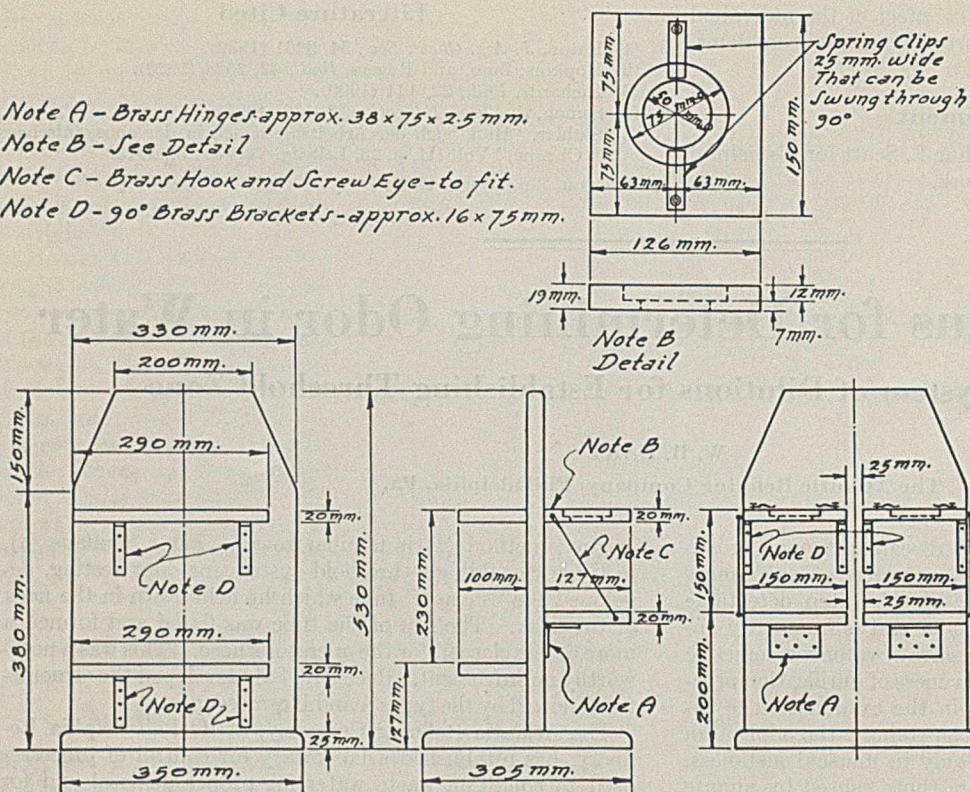 Note A - Brass Hinges-approx. 38 x 75 x 2.5 mm.
Note B - See Detail
Note C - Brass Hook and Screw Eye - to fit.
Note D - 90° Brass Brackets - approx. 16 x 75 mm.
Spring Clips
25 mm. wide
That can be
Swung through
90°
75 mm.
75 mm.
50 mm.
75 mm.
150 mm.
63 mm.
63 mm.
126 mm.
19 mm.
12 mm.
7 mm.
Note B
Detail
330 mm.
200 mm.
150 mm.
290 mm.
20 mm.
Note D
380 mm.
290 mm.
20 mm.
Note D
25 mm.
350 mm.
530 mm.
230 mm.
100 mm.
127 mm.
Note B
20 mm.
Note C
20 mm.
127 mm.
Note A
305 mm.
25 mm.
Note D
150 mm.
150 mm.
150 mm.
25 mm.
200 mm.
Note A